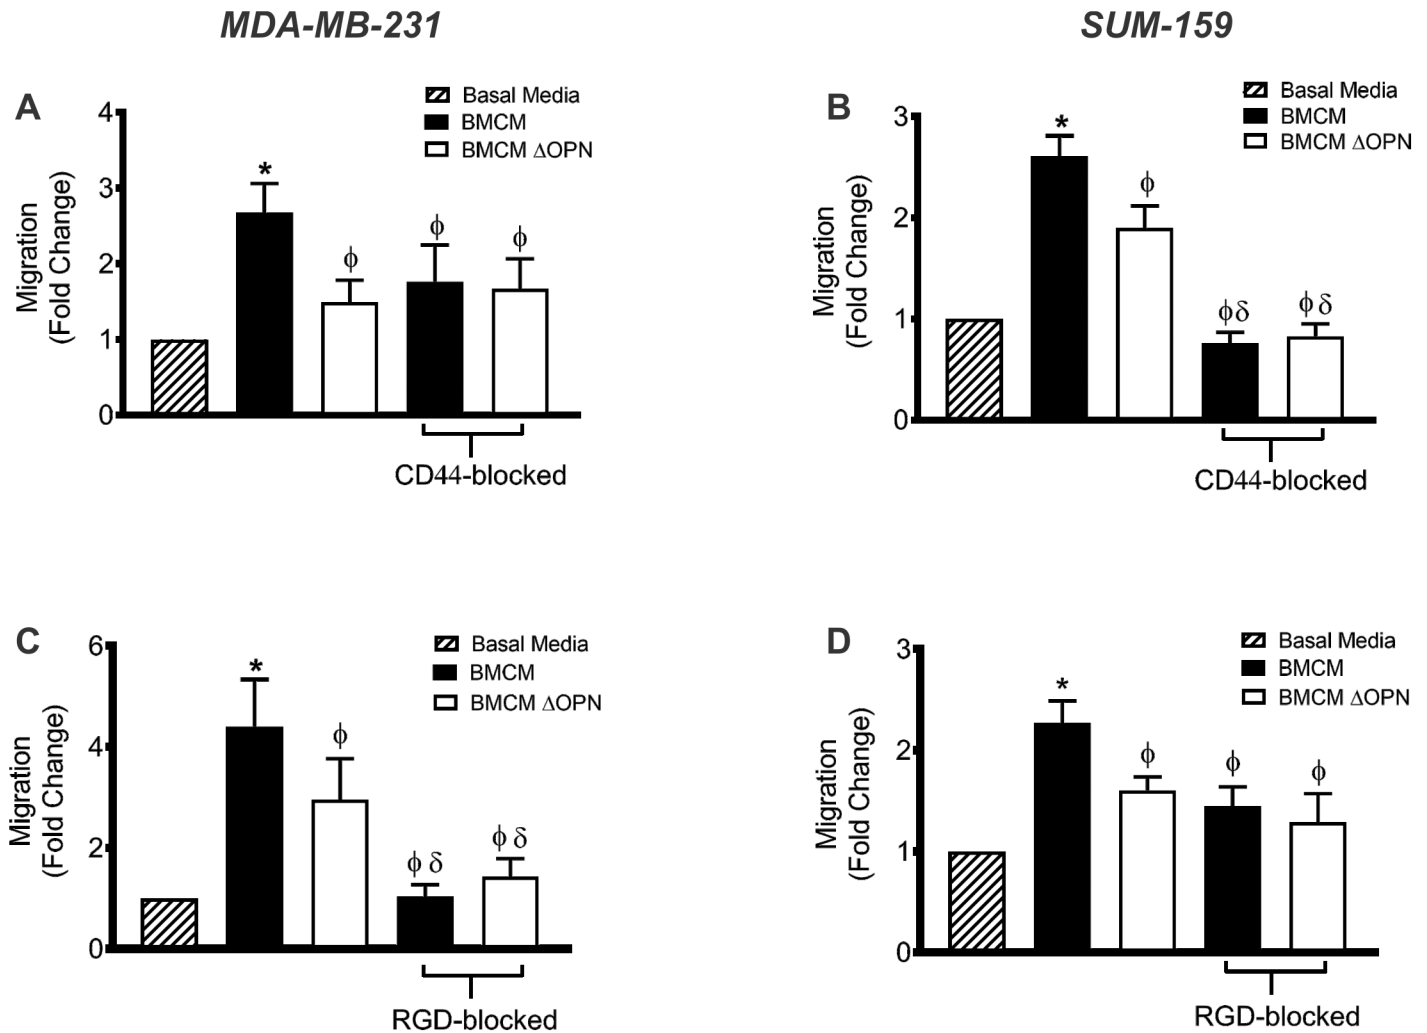 MDA-MB-231
SUM-159
A
Migration
(Fold Change)
4
3
2
1
0
Basal Media
BMCM
BMCM ΔOPN
*
ϕ
ϕ
ϕ
CD44-blocked
B
Migration
(Fold Change)
3
2
1
0
Basal Media
BMCM
BMCM ΔOPN
*
ϕ
ϕδ
ϕ δ
CD44-blocked
C
Migration
(Fold Change)
6
4
2
0
Basal Media
BMCM
BMCM ΔOPN
*
ϕ
ϕ δ
ϕ δ
RGD-blocked
D
Migration
(Fold Change)
3
2
1
0
Basal Media
BMCM
BMCM ΔOPN
*
ϕ
ϕ
ϕ
RGD-blocked